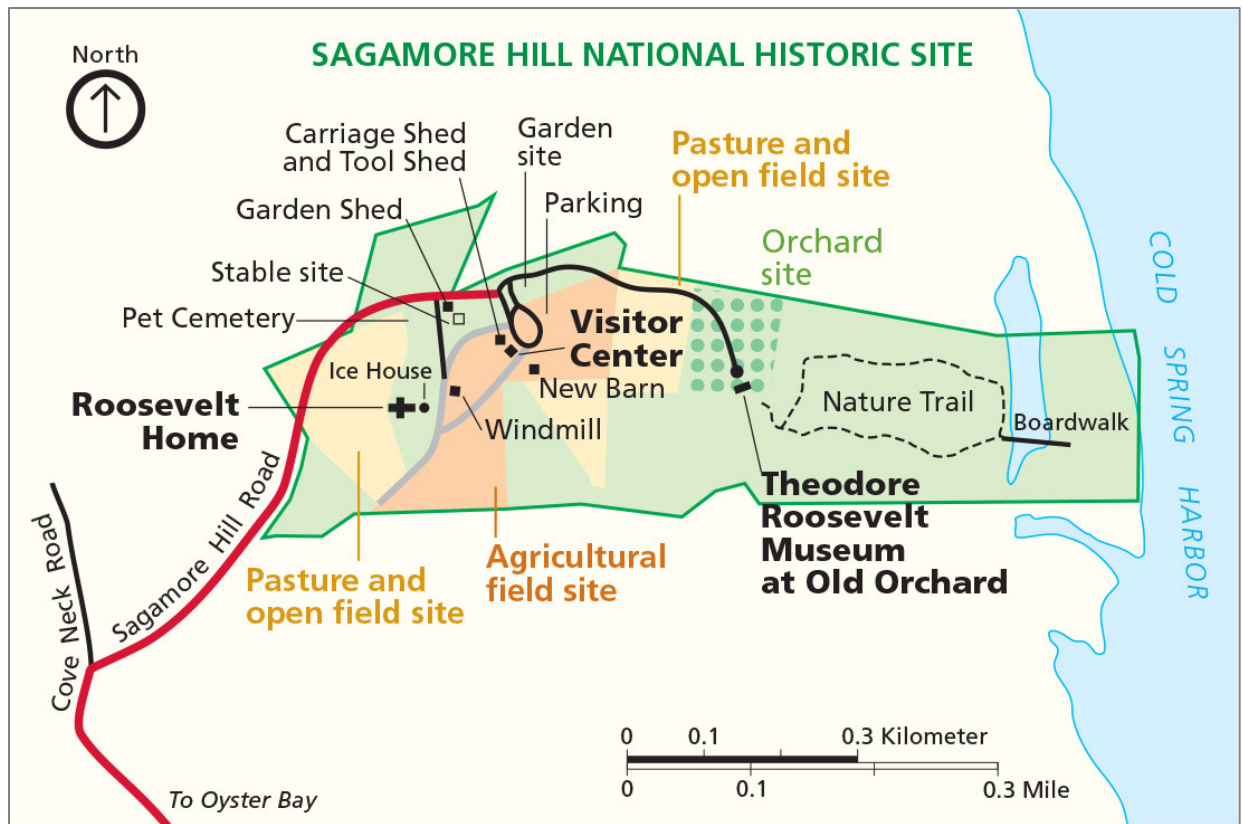 North
SAGAMORE HILL NATIONAL HISTORIC SITE
Carriage Shed
and Tool Shed
Garden
site
Pasture and
open field site
Garden Shed
Parking
Orchard
site
Stable site
Pet Cemetery
Visitor
Center
Ice House
New Barn
Nature Trail
Roosevelt
Home
Windmill
Boardwalk
COLD SPRING HARBOR
Theodore
Roosevelt
Museum
at Old Orchard
Sagamore Hill Road
Cove Neck Road
Agricultural
field site
Pasture and
open field site
0 0.1 0.3 Kilometer
0 0.1 0.3 Mile
To Oyster Bay